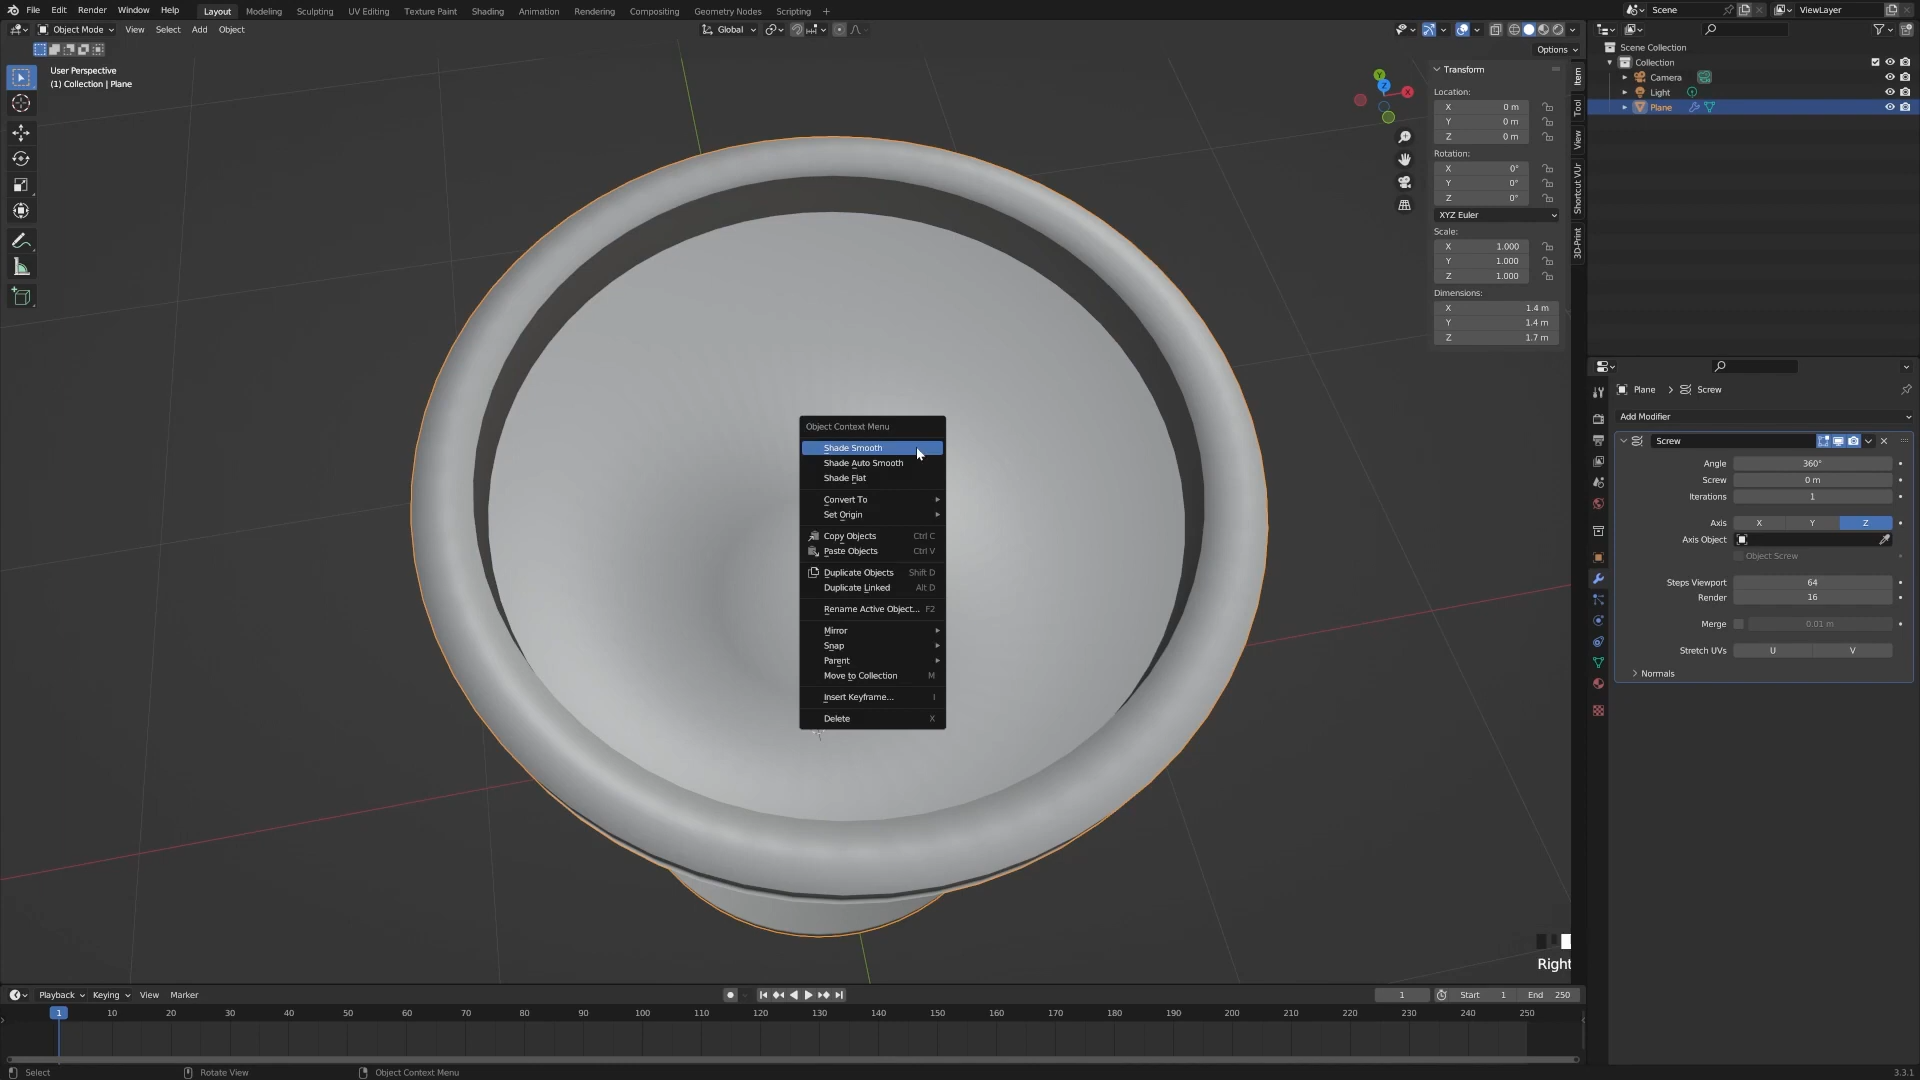 File Edit Render Window Help Layout Modeling Sculpting UV Editing Texture Paint Shading Animation Rendering Compositing Geometry Nodes Scripting + Scene ViewLayer
Object Mode View Select Add Object Global
Options
User Perspective
(1) Collection | Plane
Transform
Location:
X 0 m
Y 0 m
Z 0 m
Rotation:
X 0°
Y 0°
Z 0°
XYZ Euler
Scale:
X 1.000
Y 1.000
Z 1.000
Dimensions:
X 1.4 m
Y 1.4 m
Z 1.7 m
Item
Tool
View
Shortcut VUr
3D-Print
Y
Z
X
Scene Collection
Collection
Camera
Light
Plane
Plane > Screw
Add Modifier
Screw
Angle 360°
Screw 0 m
Iterations 1
Axis X Y Z
Axis Object
Object Screw
Steps Viewport 64
Render 16
Merge 0.01 m
Stretch UVs U V
Normals
Object Context Menu
Shade Smooth
Shade Auto Smooth
Shade Flat
Convert To
Set Origin
Copy Objects Ctrl C
Paste Objects Ctrl V
Duplicate Objects Shift D
Duplicate Linked Alt D
Rename Active Object... F2
Mirror
Snap
Parent
Move to Collection M
Insert Keyframe... I
Delete X
Right
Playback Keying View Marker 1 Start 1 End 250
1 10 20 30 40 50 60 70 80 90 100 110 120 130 140 150 160 170 180 190 200 210 220 230 240 250
Select Rotate View Object Context Menu 3.3.1